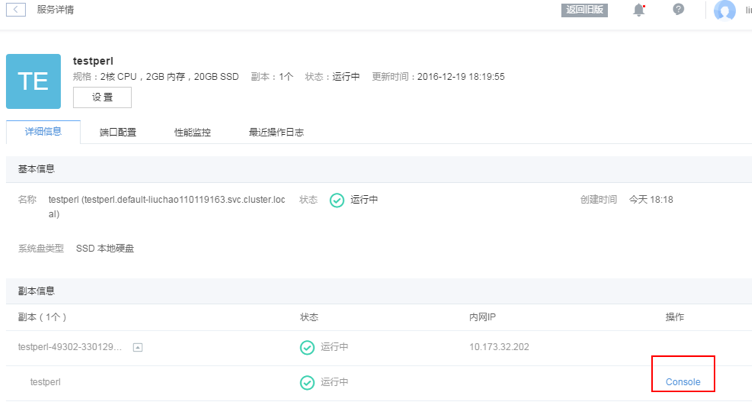 服务详情
返回旧版
TE
testperl
规格：2核 CPU，2GB 内存，20GB SSD 副本：1个 状态：运行中 更新时间：2016-12-19 18:19:55
设 置
详细信息 端口配置 性能监控 最近操作日志
基本信息
名称 testperl (testperl.default-liuchao110119163.svc.cluster.loc 状态 运行中 创建时间 今天 18:18
al)
系统盘类型 SSD 本地硬盘
副本信息
副本（1个） 状态 内网IP 操作
testperl-49302-330129... 运行中 10.173.32.202
testperl 运行中 Console